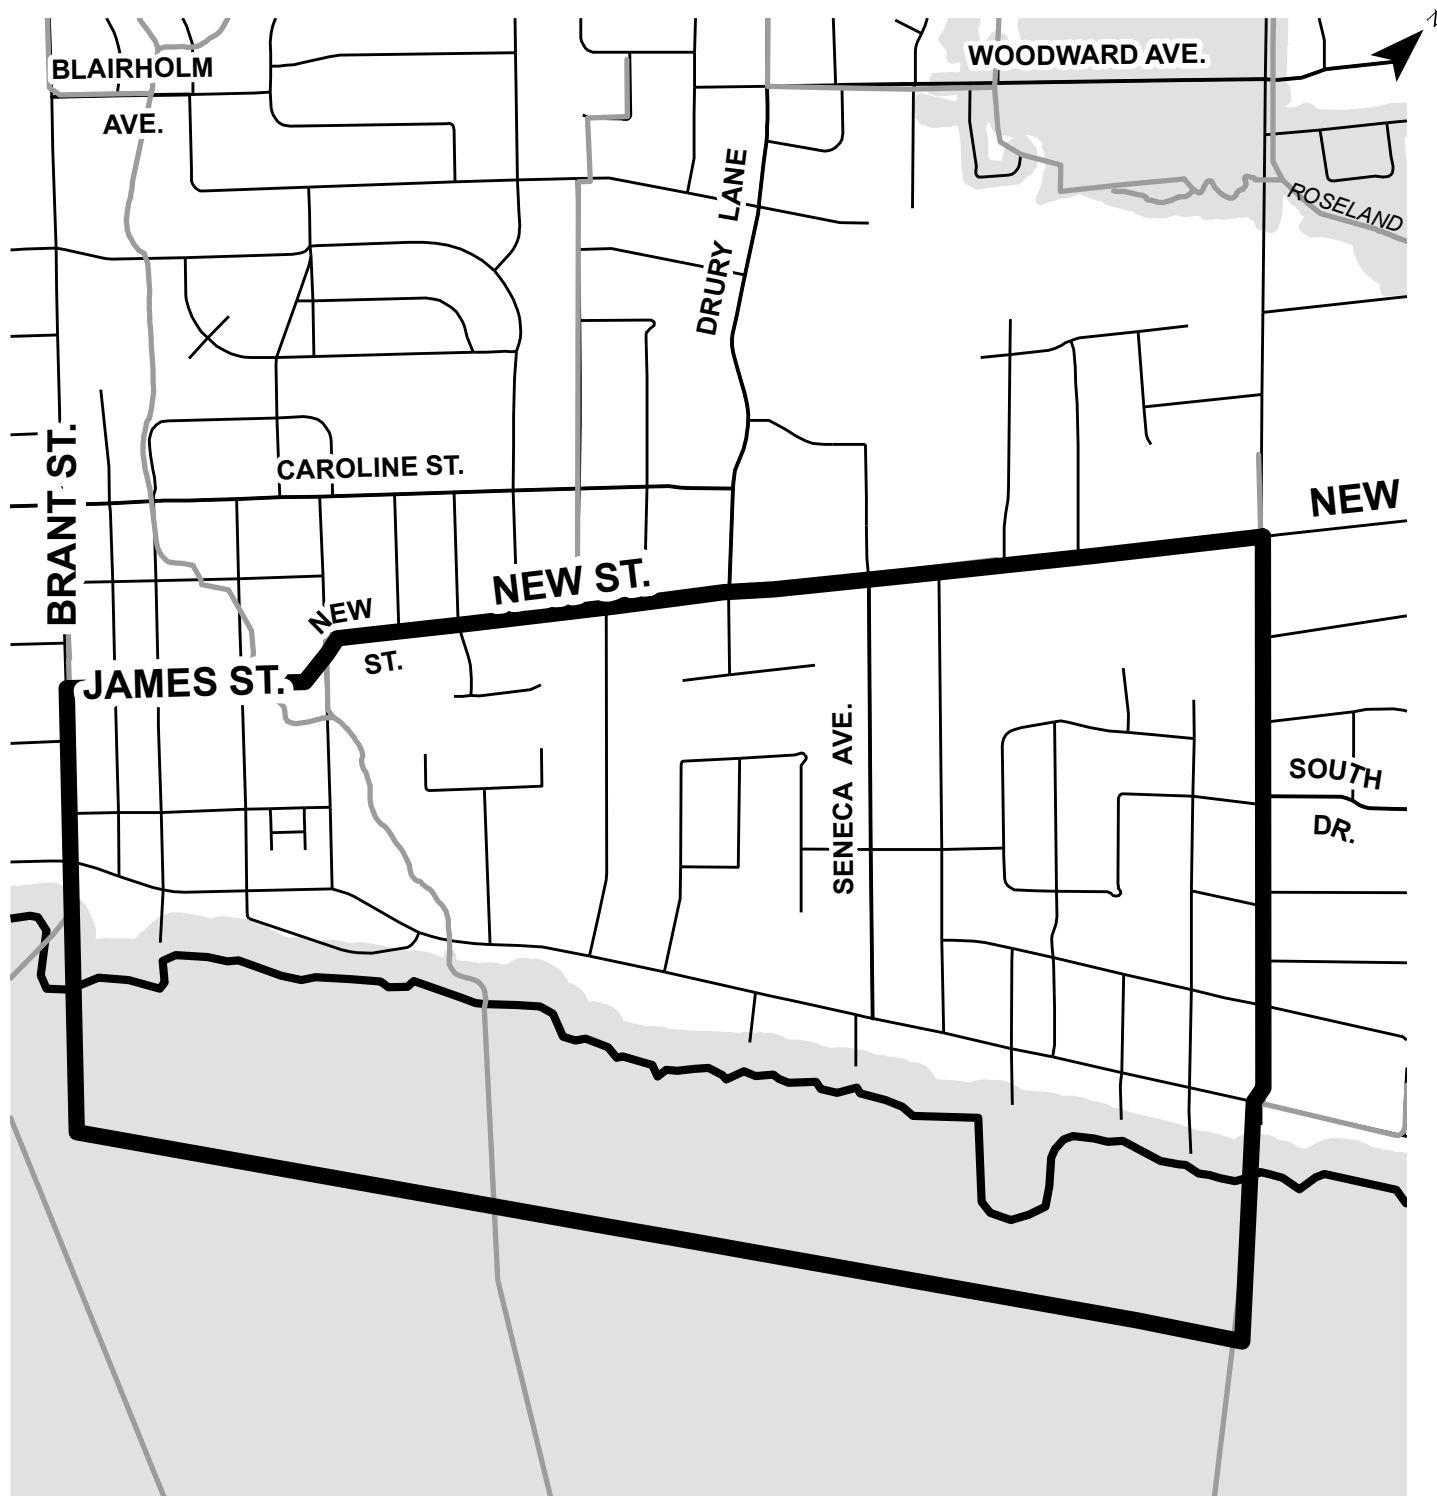 N
WOODWARD AVE.
BLAIRHOLM
AVE.
DRURY LANE
ROSELAND
BRANT ST.
CAROLINE ST.
NEW
NEW ST.
NEW
ST.
JAMES ST.
SENECA AVE.
SOUTH
DR.